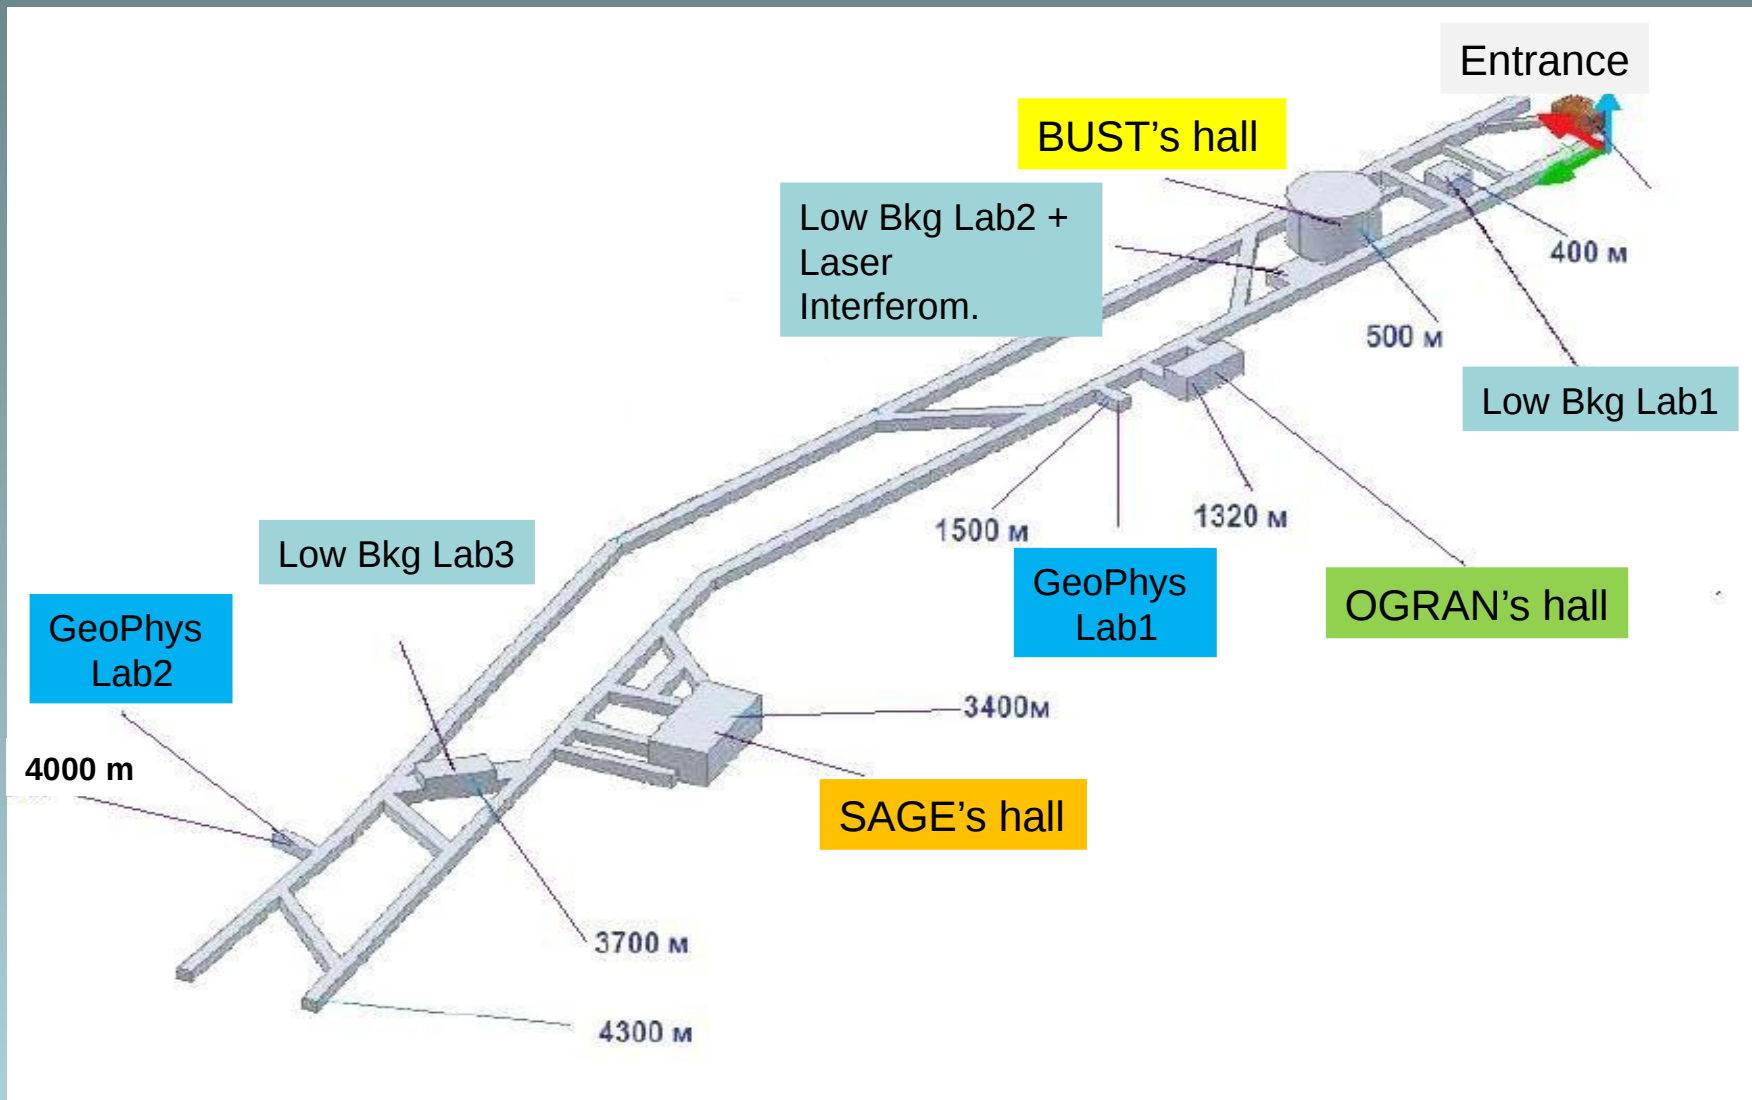 Entrance
BUST’s hall
Low Bkg Lab2 +
Laser
Interferom.
400 м
500 м
Low Bkg Lab1
1500 м
1320 м
Low Bkg Lab3
GeoPhys
Lab1
OGRAN’s hall
GeoPhys
Lab2
3400м
4000 m
SAGE’s hall
3700 м
4300 м